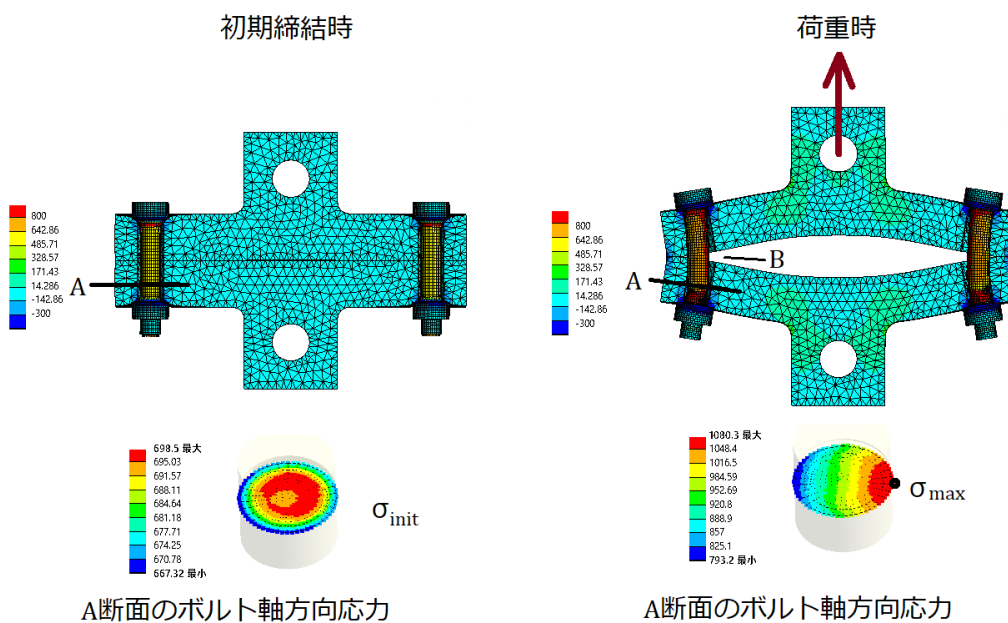 初期締結時
荷重時
800
642.86
485.71
328.57
171.43
14.286
-142.86
-300
A
800
642.86
485.71
328.57
171.43
14.286
-142.86
-300
A
B
698.5 最大
695.03
691.57
688.11
684.64
681.18
677.71
674.25
670.78
667.32 最小
σinit
1080.3 最大
1048.4
1016.5
984.59
952.69
920.8
888.9
857
825.1
793.2 最小
σmax
A断面のボルト軸方向応力
A断面のボルト軸方向応力